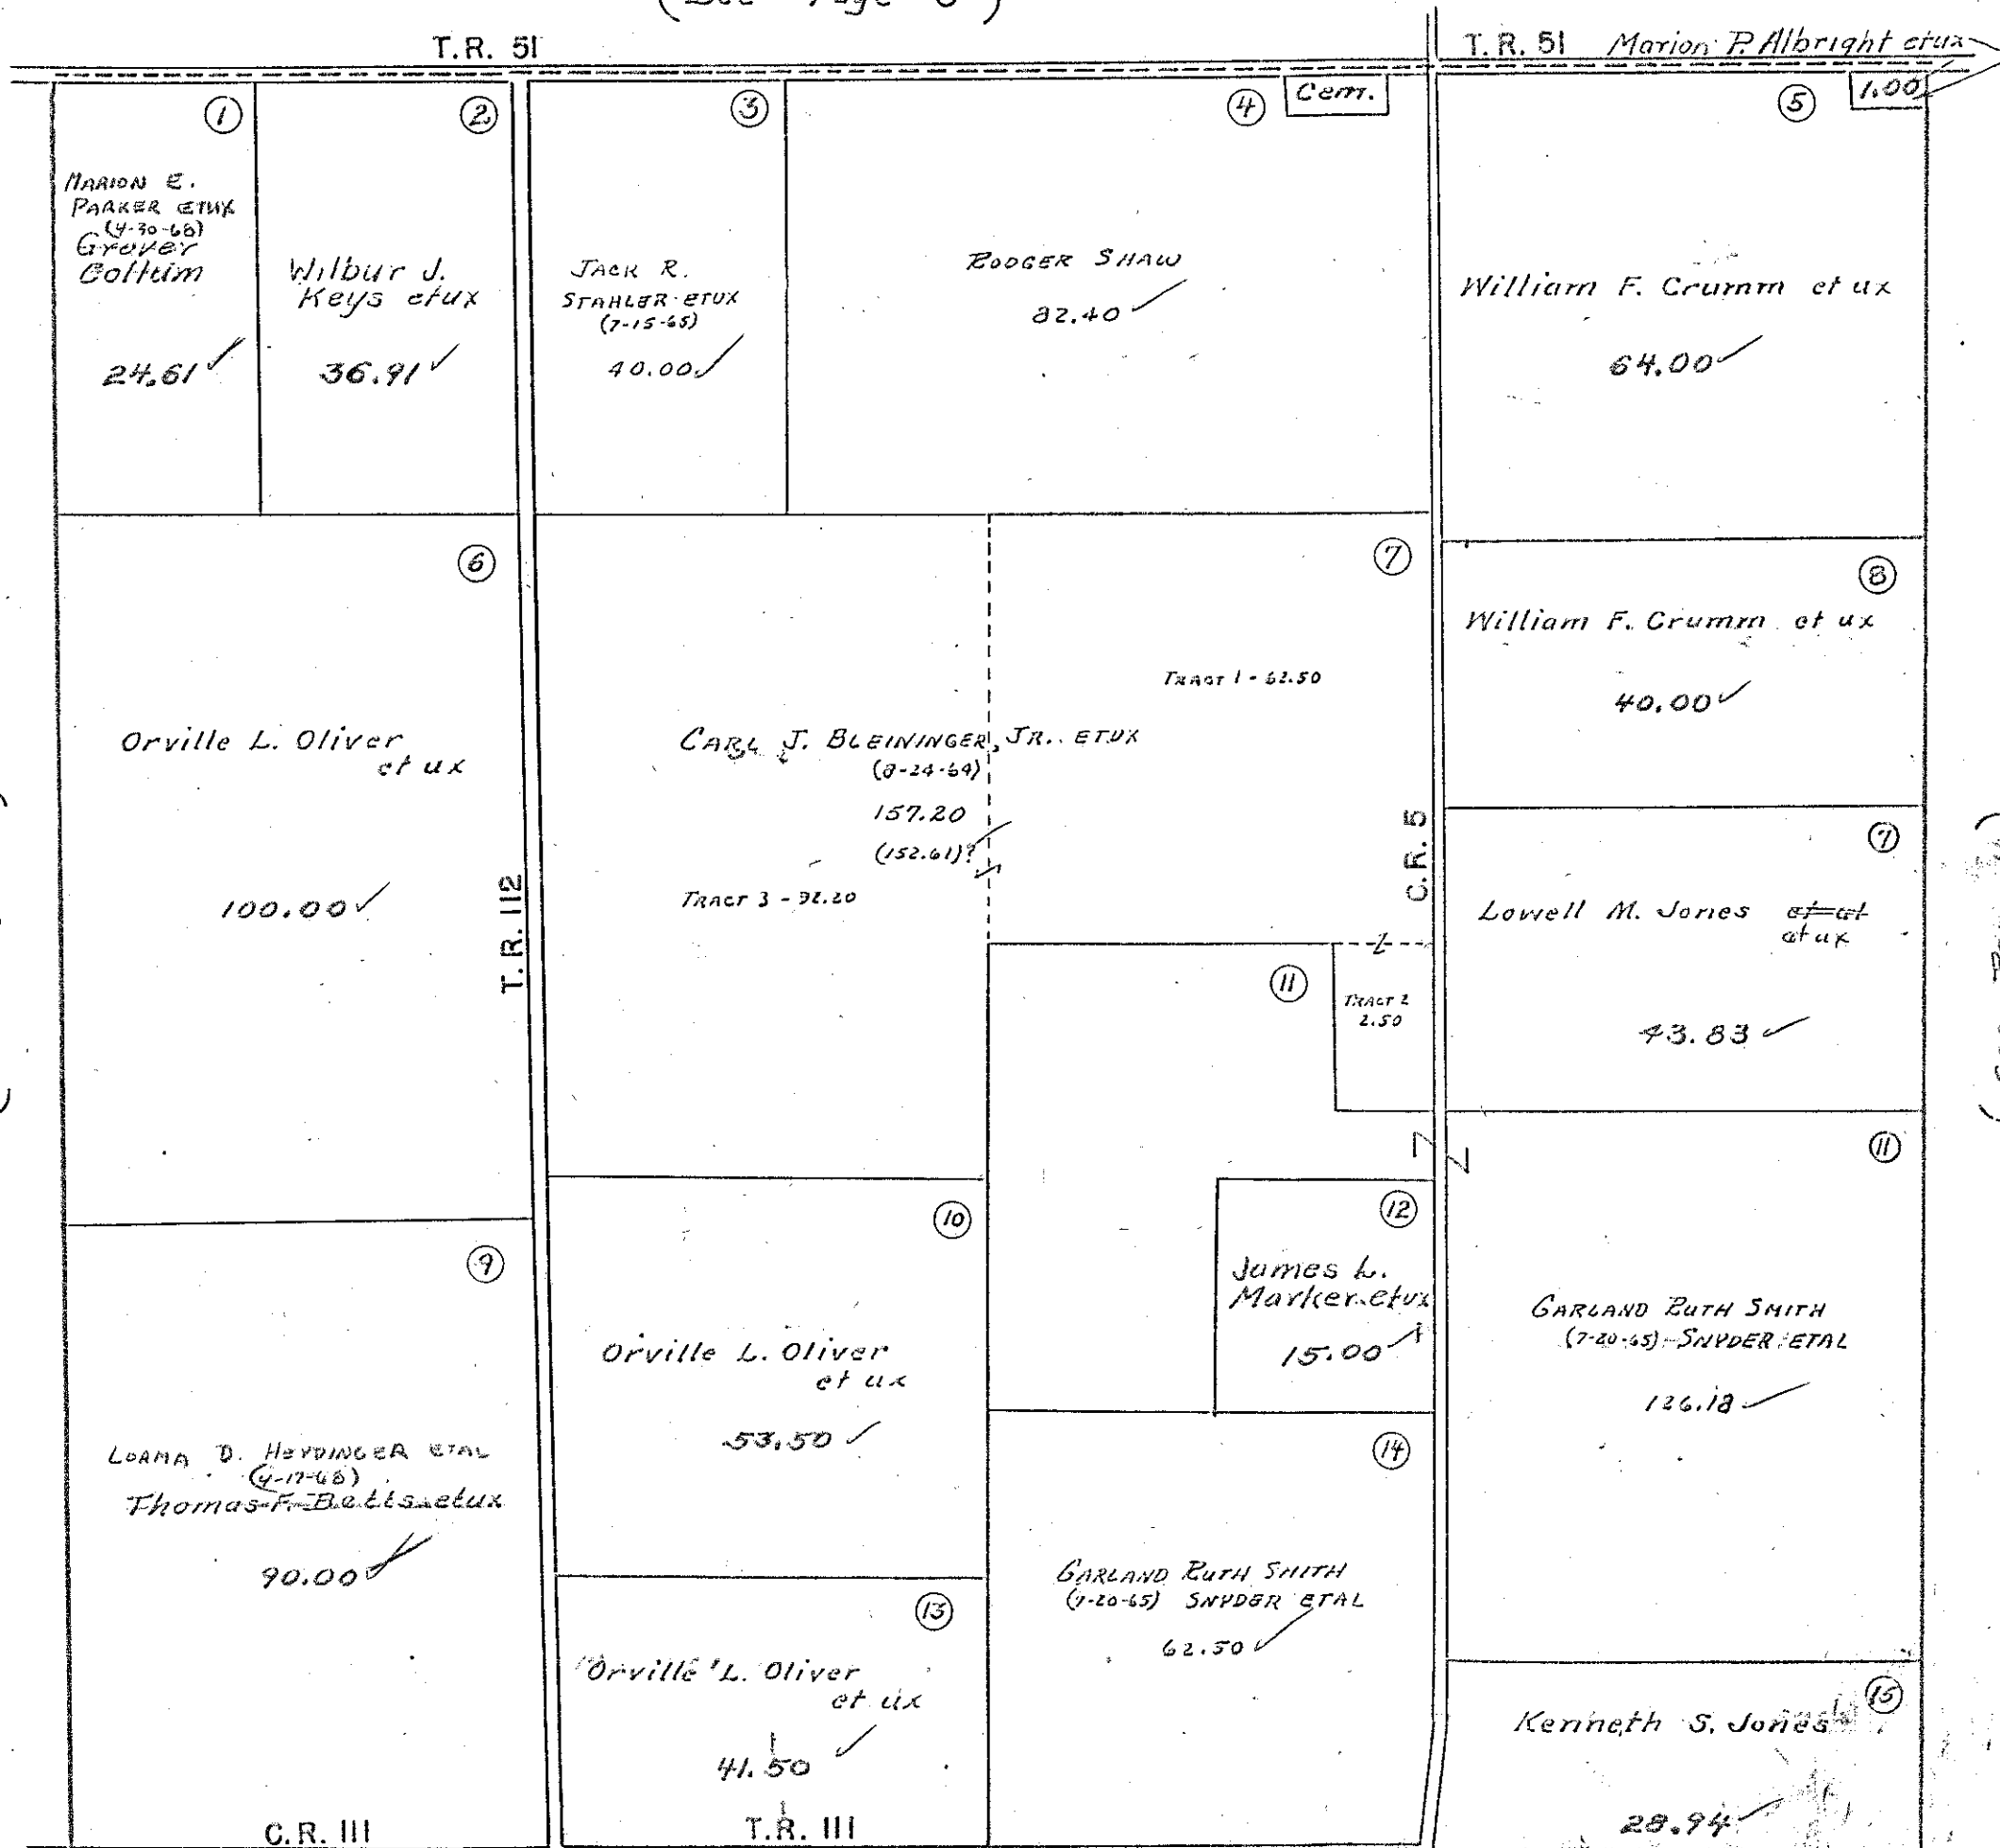 (See Page 6)
T.R. 51
T.R. 51 Marion P. Albright etux
1
2
3
4
Cem.
5
1.00
MARION E.
PARKER ETUX
(4-30-68)
Grover
Wilbur J.
Keys etux
JACK R.
STAHLER ETUX
(7-15-65)
RODGER SHAW
William F. Crumm et ux
24.61
36.91
40.00
82.40
64.00
6
7
8
William F. Crumm et ux
40.00
TRACT 1 - 62.50
Orville L. Oliver
et ux
100.00
T.R. 112
CARL J. BLEININGER, JR. ETUX
(8-24-64)
157.20
(152.61)?
TRACT 3 - 92.20
C.R. 5
7
Lowell M. Jones et al
et ux
43.83
11
TRACT 2
2.50
11
9
10
12
James L.
Marker etux
15.00
GARLAND RUTH SMITH
(7-20-65) - SNYDER ETAL
126.18
Orville L. Oliver
et ux
53.50
LOAMA D. HEYDINGER ETAL
(4-17-68)
Thomas F. Betts etux
90.00
14
GARLAND RUTH SMITH
(7-20-65) SNYDER ETAL
62.50
13
Orville L. Oliver
et ux
41.50
15
Kenneth S. Jones
28.94
C.R. 111
T.R. 111